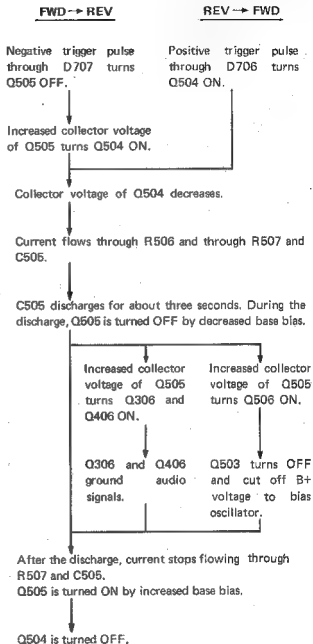 FWD → REV
REV → FWD
Negative trigger pulse
through D707 turns
Q505 OFF.
Positive trigger pulse
through D706 turns
Q504 ON.
Increased collector voltage
of Q505 turns Q504 ON.
Collector voltage of Q504 decreases.
Current flows through R506 and through R507 and
C505.
C505 discharges for about three seconds. During the
discharge, Q505 is turned OFF by decreased base bias.
Increased collector
voltage of Q505
turns Q306 and
Q406 ON.
Increased collector
voltage of Q505
turns Q506 ON.
Q306 and Q406
ground audio
signals.
Q503 turns OFF
and cut off B+
voltage to bias
oscillator.
After the discharge, current stops flowing through
R507 and C505.
Q505 is turned ON by increased base bias.
Q504 is turned OFF.